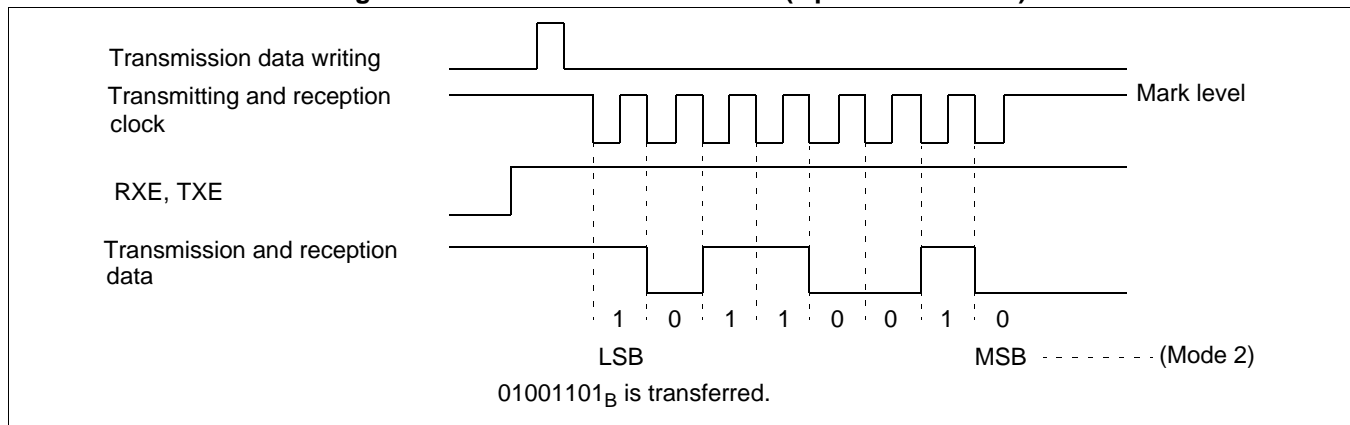 Transmission data writing
Transmitting and reception
clock
Mark level
RXE, TXE
Transmission and reception
data
1 0 1 1 0 0 1 0
LSB MSB (Mode 2)
01001101B is transferred.